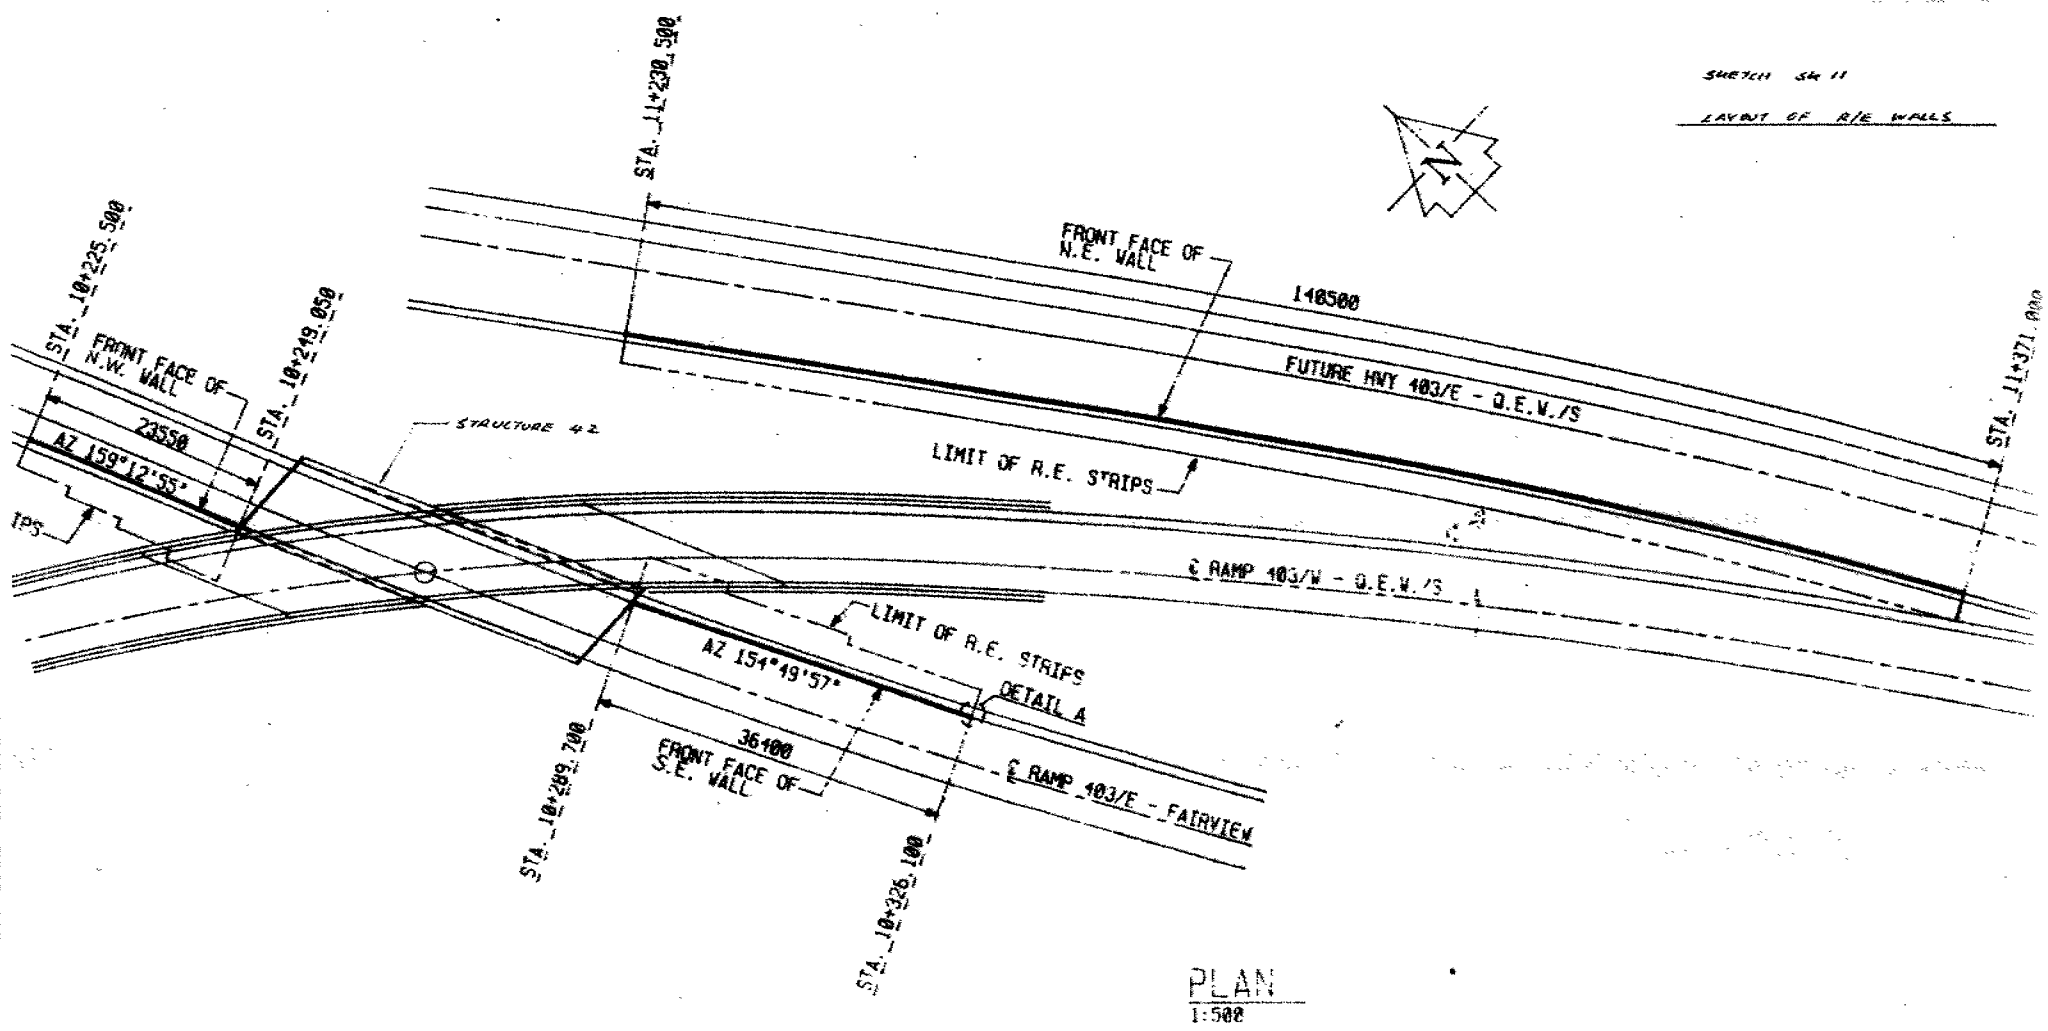 SKETCH SK 11
LAYOUT OF R/E WALLS
STA. 11+230.500
N
STA. 10+225.500
FRONT FACE OF
N.E. WALL
140500
STA. 10+249.050
STA. 11+371.000
FRONT FACE OF
N.W. WALL
FUTURE HWY 403/E - Q.E.W./S
23550
STRUCTURE 42
AZ 159°12'55"
LIMIT OF R.E. STRIPS
IPS
℄ RAMP 403/W - Q.E.W./S
LIMIT OF R.E. STRIPS
AZ 154°49'57"
DETAIL A
36400
FRONT FACE OF
S.E. WALL
℄ RAMP 403/E - FAIRVIEW
STA. 10+289.700
STA. 10+326.100
PLAN
1:500